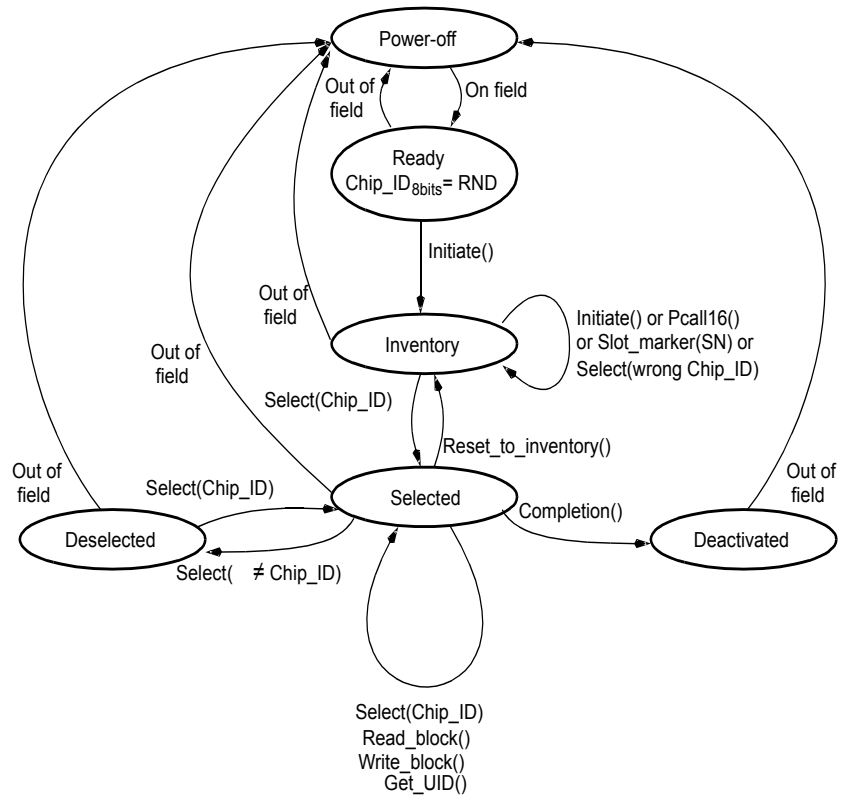 Power-off
Out of
field
On field
Ready
Chip_ID8bits= RND
Initiate()
Out of
field
Inventory
Initiate() or Pcall16()
or Slot_marker(SN) or
Select(wrong Chip_ID)
Out of
field
Select(Chip_ID)
Reset_to_inventory()
Out of
field
Select(Chip_ID)
Selected
Completion()
Out of
field
Deselected
Deactivated
Select( ≠ Chip_ID)
Select(Chip_ID)
Read_block()
Write_block()
Get_UID()